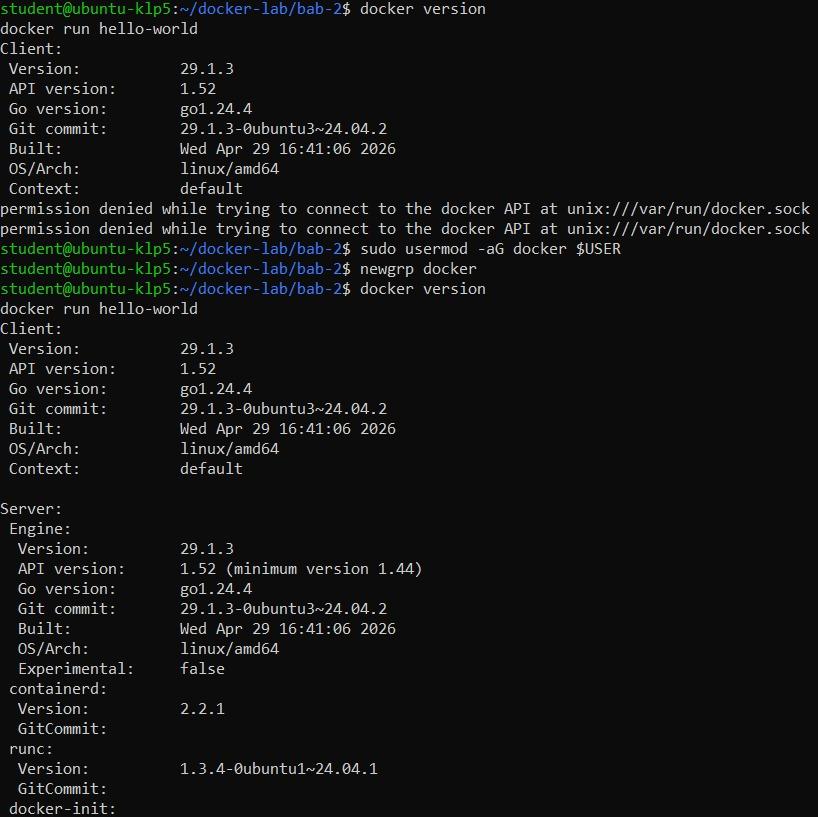 student@ubuntu-klp5:~/docker-lab/bab-2$ docker version
docker run hello-world
Client:
 Version:           29.1.3
 API version:       1.52
 Go version:        go1.24.4
 Git commit:        29.1.3-0ubuntu3~24.04.2
 Built:             Wed Apr 29 16:41:06 2026
 OS/Arch:           linux/amd64
 Context:           default
permission denied while trying to connect to the docker API at unix:///var/run/docker.sock
permission denied while trying to connect to the docker API at unix:///var/run/docker.sock
student@ubuntu-klp5:~/docker-lab/bab-2$ sudo usermod -aG docker $USER
student@ubuntu-klp5:~/docker-lab/bab-2$ newgrp docker
student@ubuntu-klp5:~/docker-lab/bab-2$ docker version
docker run hello-world
Client:
 Version:           29.1.3
 API version:       1.52
 Go version:        go1.24.4
 Git commit:        29.1.3-0ubuntu3~24.04.2
 Built:             Wed Apr 29 16:41:06 2026
 OS/Arch:           linux/amd64
 Context:           default

Server:
 Engine:
  Version:          29.1.3
  API version:      1.52 (minimum version 1.44)
  Go version:       go1.24.4
  Git commit:       29.1.3-0ubuntu3~24.04.2
  Built:            Wed Apr 29 16:41:06 2026
  OS/Arch:          linux/amd64
  Experimental:     false
 containerd:
  Version:          2.2.1
  GitCommit:
 runc:
  Version:          1.3.4-0ubuntu1~24.04.1
  GitCommit:
 docker-init: